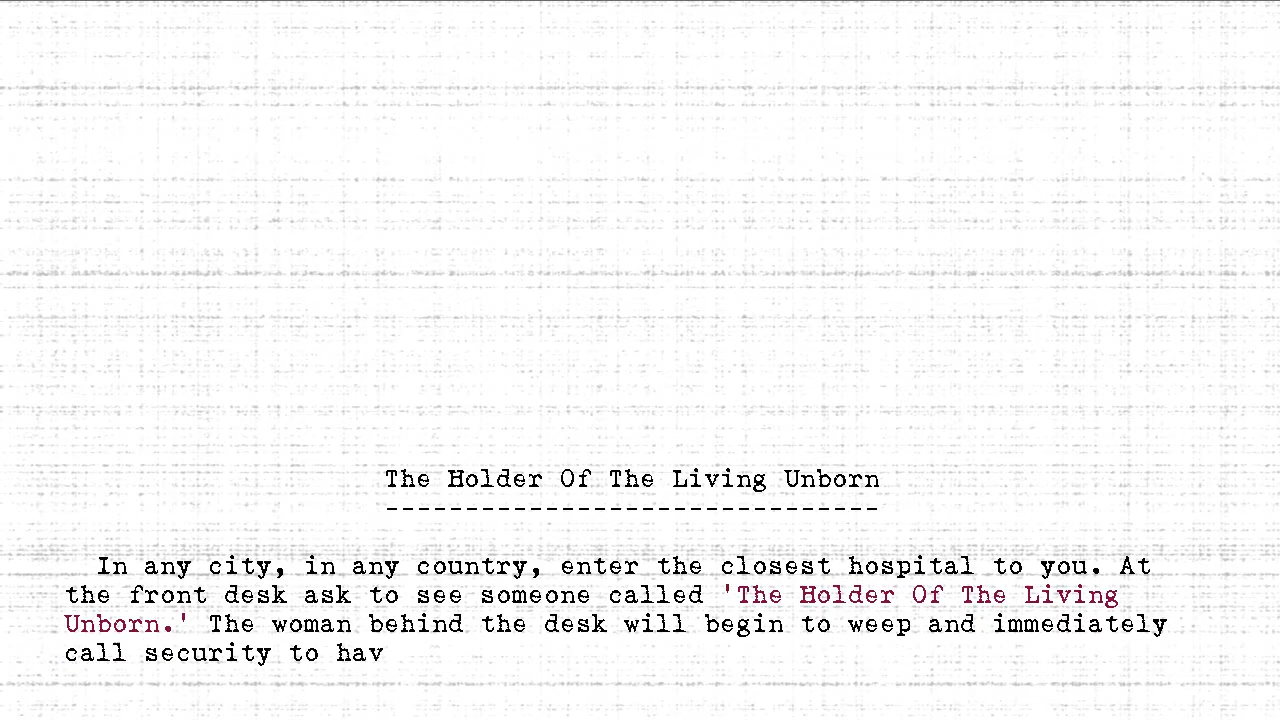 The Holder Of The Living Unborn
-------------------------------
In any city, in any country, enter the closest hospital to you. At
the front desk ask to see someone called 'The Holder Of The Living
Unborn.' The woman behind the desk will begin to weep and immediately
call security to hav